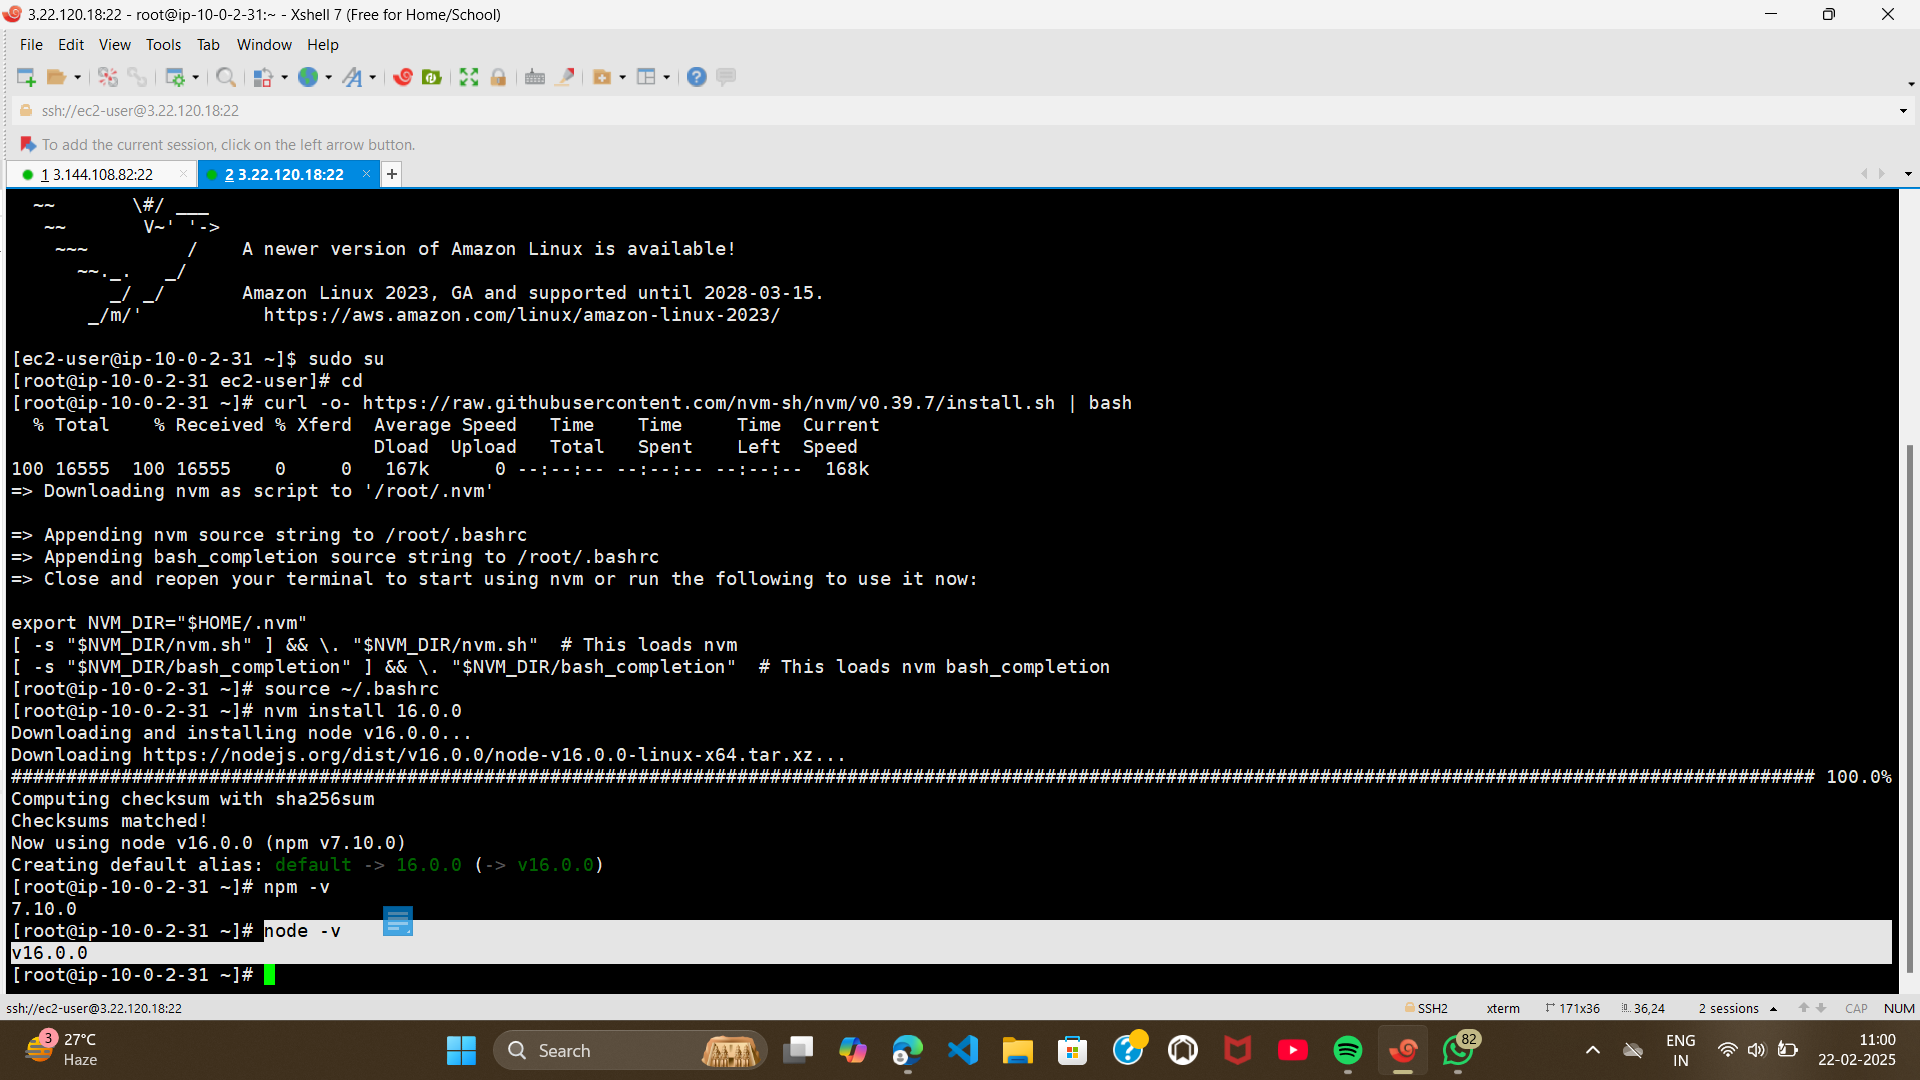 3.22.120.18:22 - root@ip-10-0-2-31:~ - Xshell 7 (Free for Home/School)
File Edit View Tools Tab Window Help
ssh://ec2-user@3.22.120.18:22
To add the current session, click on the left arrow button.
1 3.144.108.82:22 2 3.22.120.18:22 +
  ~~       \#/ ___
   ~~       V~' '->
    ~~~         /    A newer version of Amazon Linux is available!
      ~~._.   _/
         _/ _/       Amazon Linux 2023, GA and supported until 2028-03-15.
       _/m/'           https://aws.amazon.com/linux/amazon-linux-2023/
[ec2-user@ip-10-0-2-31 ~]$ sudo su
[root@ip-10-0-2-31 ec2-user]# cd
[root@ip-10-0-2-31 ~]# curl -o- https://raw.githubusercontent.com/nvm-sh/nvm/v0.39.7/install.sh | bash
  % Total    % Received % Xferd  Average Speed   Time    Time     Time  Current
                                 Dload  Upload   Total   Spent    Left  Speed
100 16555  100 16555    0     0   167k      0 --:--:-- --:--:-- --:--:--  168k
=> Downloading nvm as script to '/root/.nvm'
=> Appending nvm source string to /root/.bashrc
=> Appending bash_completion source string to /root/.bashrc
=> Close and reopen your terminal to start using nvm or run the following to use it now:
export NVM_DIR="$HOME/.nvm"
[ -s "$NVM_DIR/nvm.sh" ] && \. "$NVM_DIR/nvm.sh"  # This loads nvm
[ -s "$NVM_DIR/bash_completion" ] && \. "$NVM_DIR/bash_completion"  # This loads nvm bash_completion
[root@ip-10-0-2-31 ~]# source ~/.bashrc
[root@ip-10-0-2-31 ~]# nvm install 16.0.0
Downloading and installing node v16.0.0...
Downloading https://nodejs.org/dist/v16.0.0/node-v16.0.0-linux-x64.tar.xz...
#################################################################################################################################################################### 100.0%
Computing checksum with sha256sum
Checksums matched!
Now using node v16.0.0 (npm v7.10.0)
Creating default alias: default -> 16.0.0 (-> v16.0.0)
[root@ip-10-0-2-31 ~]# npm -v
7.10.0
[root@ip-10-0-2-31 ~]# node -v
v16.0.0
[root@ip-10-0-2-31 ~]#
ssh://ec2-user@3.22.120.18:22 SSH2 xterm 171x36 36,24 2 sessions CAP NUM
3 27°C Haze
Search
82
ENG IN
11:00
22-02-2025